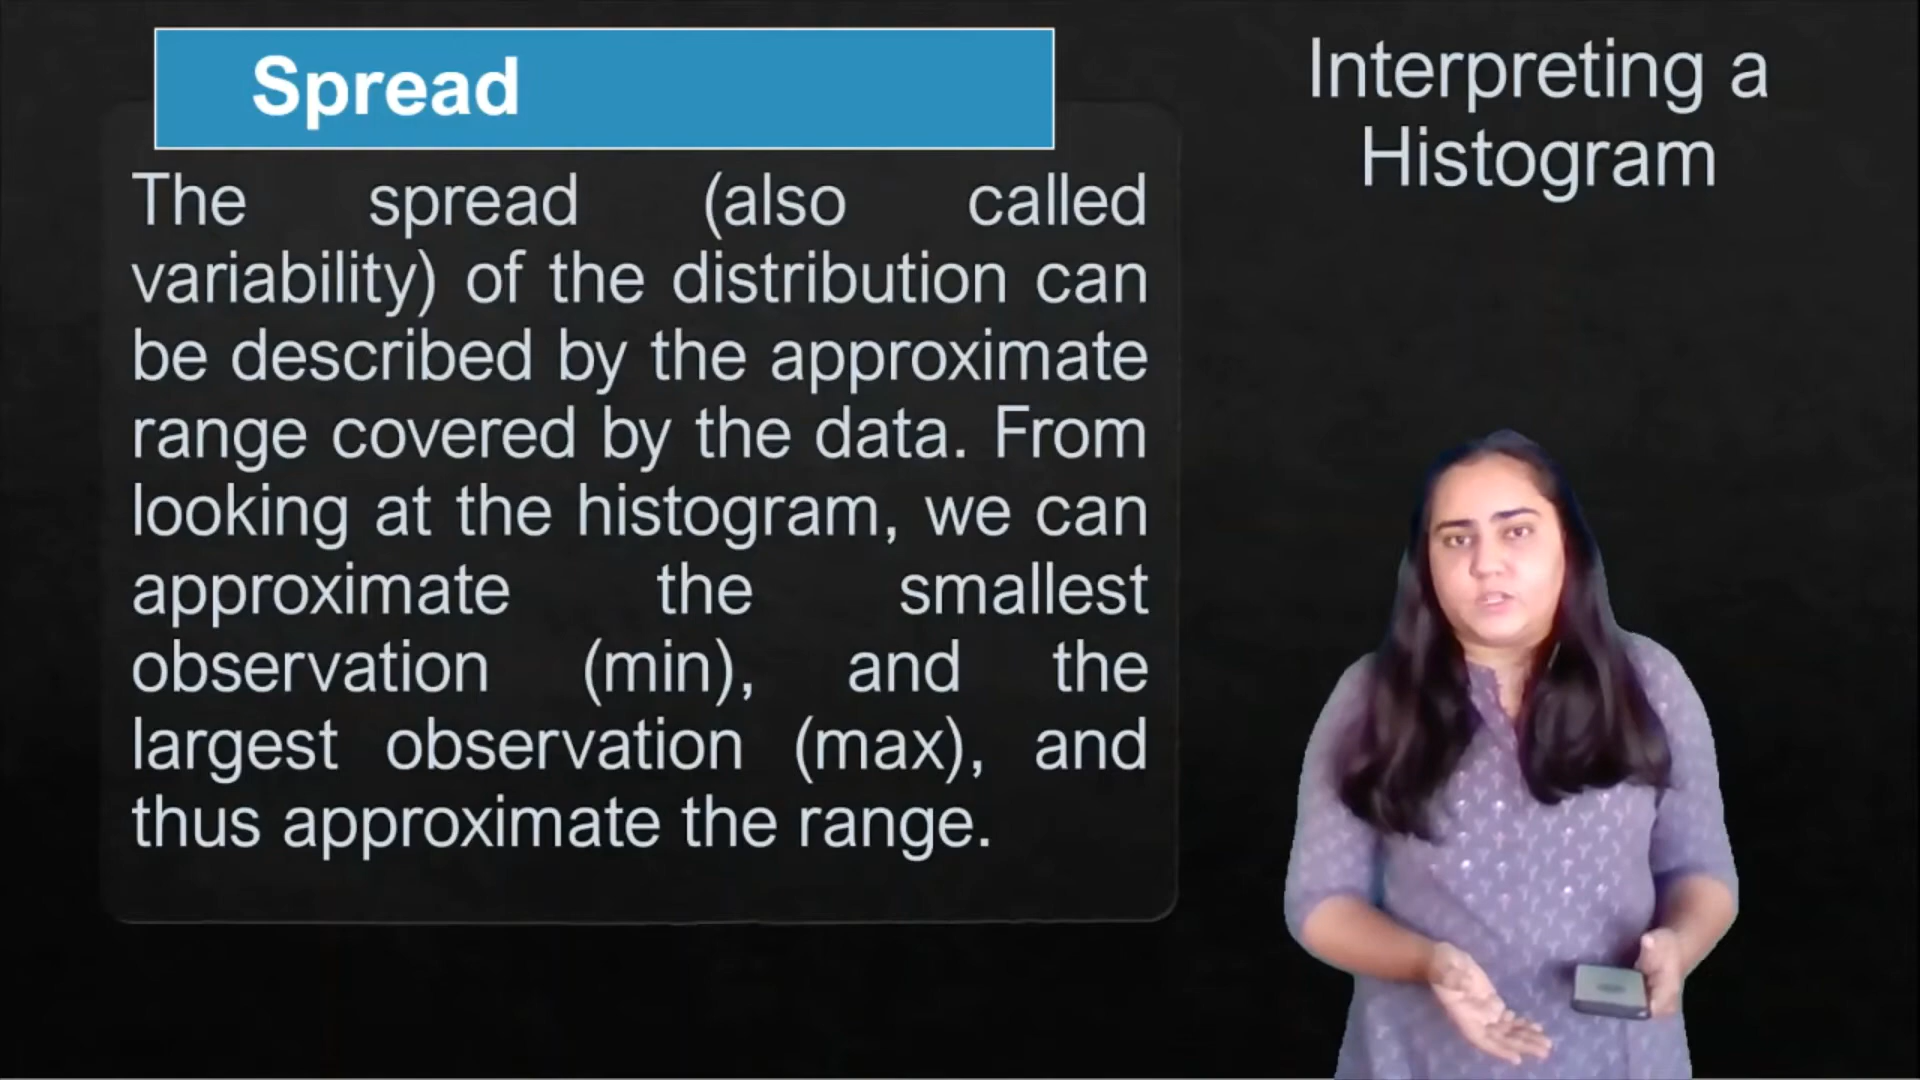 Spread
The spread (also called
variability) of the distribution can
be described by the approximate
range covered by the data. From
looking at the histogram, we can
approximate the smallest
observation (min), and the
largest observation (max), and
thus approximate the range.
Interpreting a
Histogram